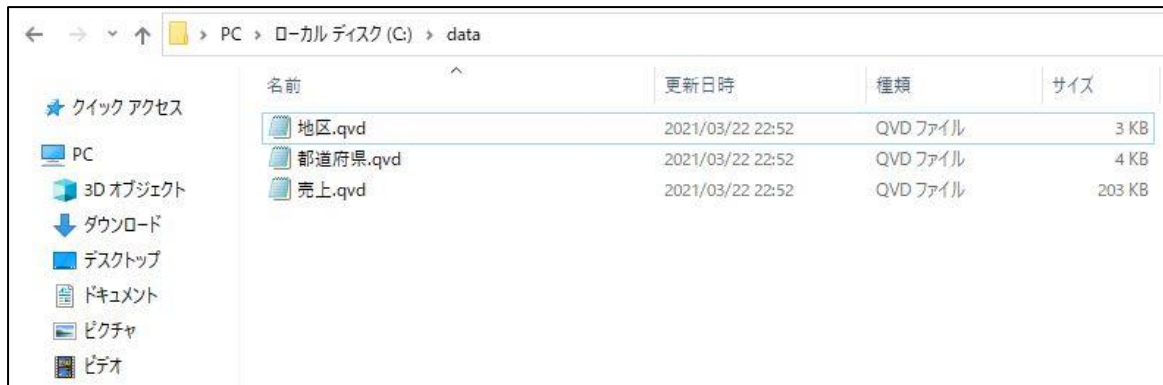 PC › ローカル ディスク (C:) › data
名前 更新日時 種類 サイズ
クイック アクセス
地区.qvd 2021/03/22 22:52 QVD ファイル 3 KB
PC
都道府県.qvd 2021/03/22 22:52 QVD ファイル 4 KB
3D オブジェクト
売上.qvd 2021/03/22 22:52 QVD ファイル 203 KB
ダウンロード
デスクトップ
ドキュメント
ピクチャ
ビデオ